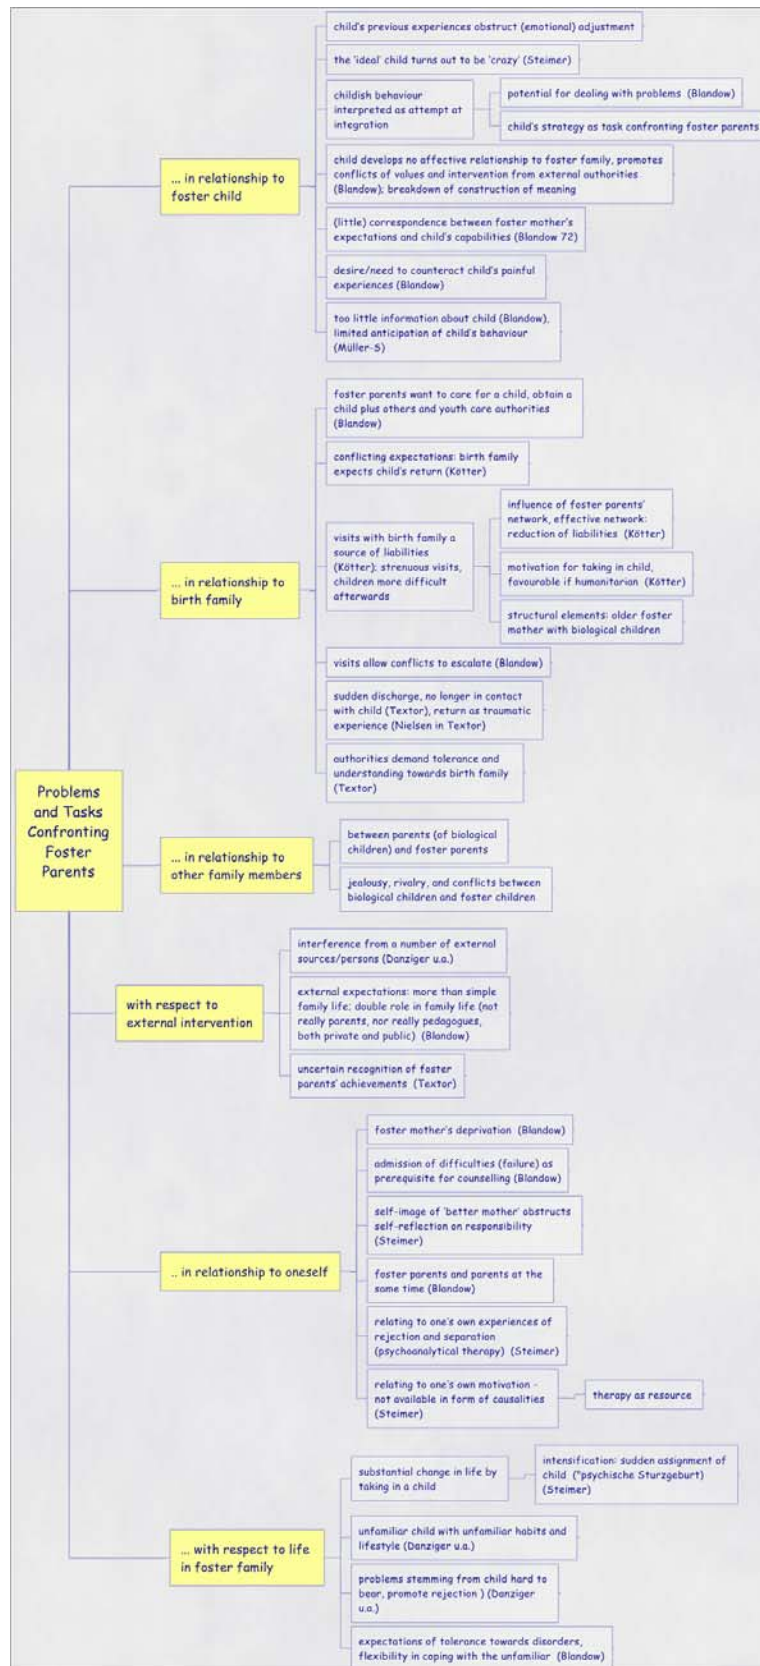 child's previous experiences obstruct (emotional) adjustment
the 'ideal' child turns out to be 'crazy' (Steimer)
childish behaviour
interpreted as attempt at
integration
potential for dealing with problems (Blandow)
child's strategy as task confronting foster parents
... in relationship to
foster child
child develops no affective relationship to foster family, promotes
conflicts of values and intervention from external authorities
(Blandow); breakdown of construction of meaning
(little) correspondence between foster mother's
expectations and child's capabilities (Blandow 72)
desire/need to counteract child's painful
experiences (Blandow)
too little information about child (Blandow),
limited anticipation of child's behaviour
(Müller-S)
foster parents want to care for a child, obtain a
child plus others and youth care authorities
(Blandow)
conflicting expectations: birth family
expects child's return (Kötter)
... in relationship to
birth family
visits with birth family a
source of liabilities
(Kötter): strenuous visits,
children more difficult
afterwards
influence of foster parents'
network, effective network:
reduction of liabilities (Kötter)
motivation for taking in child,
favourable if humanitarian (Kötter)
structural elements: older foster
mother with biological children
visits allow conflicts to escalate (Blandow)
sudden discharge, no longer in contact
with child (Textor), return as traumatic
experience (Nielsen in Textor)
authorities demand tolerance and
understanding towards birth family
(Textor)
Problems
and Tasks
Confronting
Foster
Parents
... in relationship to
other family members
between parents (of biological
children) and foster parents
jealousy, rivalry, and conflicts between
biological children and foster children
with respect to
external intervention
interference from a number of external
sources/persons (Danziger u.a.)
external expectations: more than simple
family life; double role in family life (not
really parents, nor really pedagogues,
both private and public) (Blandow)
uncertain recognition of foster
parents' achievements (Textor)
.. in relationship to oneself
foster mother's deprivation (Blandow)
admission of difficulties (failure) as
prerequisite for counselling (Blandow)
self-image of 'better mother' obstructs
self-reflection on responsibility
(Steimer)
foster parents and parents at the
same time (Blandow)
relating to one's own experiences of
rejection and separation
(psychoanalytical therapy) (Steimer)
relating to one's own motivation -
not available in form of causalities
(Steimer)
therapy as resource
... with respect to life
in foster family
substantial change in life by
taking in a child
intensification: sudden assignment of
child ("psychische Sturzgeburt)
(Steimer)
unfamiliar child with unfamiliar habits and
lifestyle (Danziger u.a.)
problems stemming from child hard to
bear, promote rejection ) (Danziger
u.a.)
expectations of tolerance towards disorders,
flexibility in coping with the unfamiliar (Blandow)